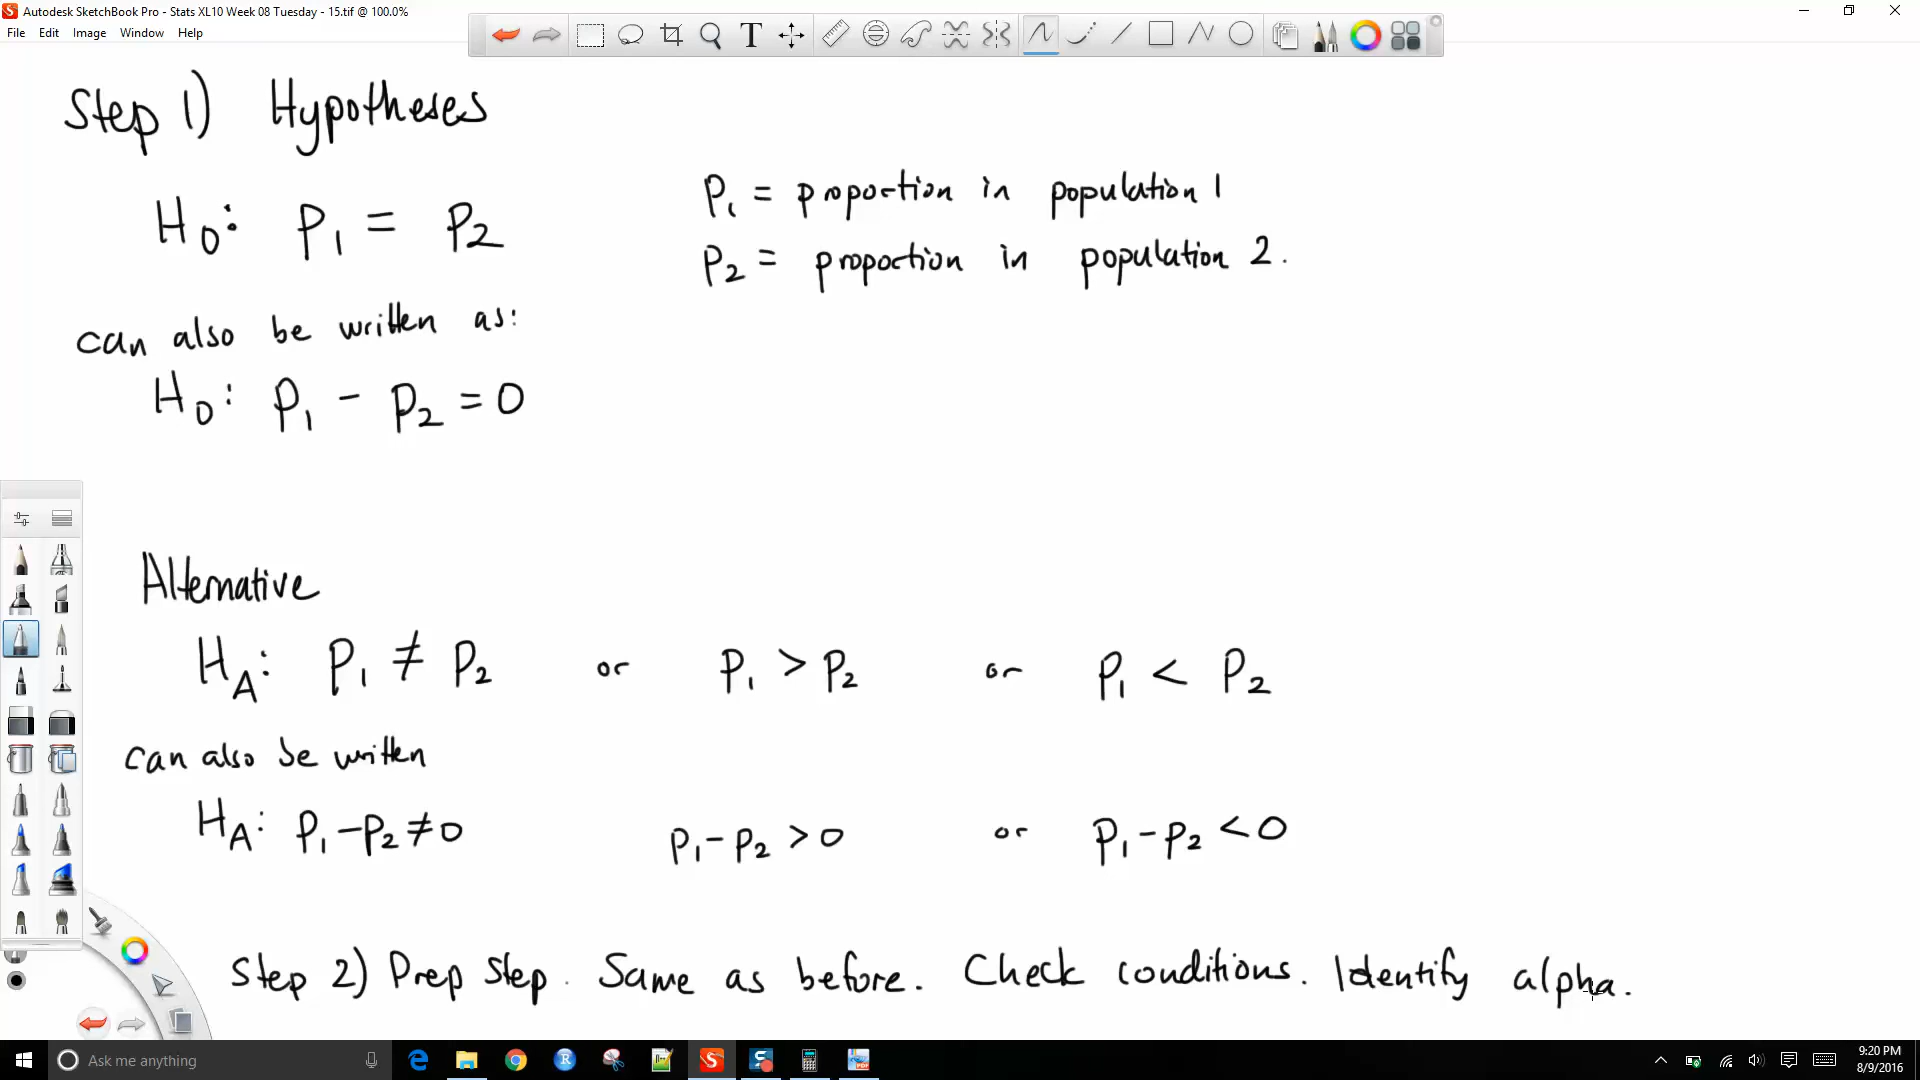 Autodesk SketchBook Pro - Stats XL10 Week 08 Tuesday - 15.tif @ 100.0%
File Edit Image Window Help
Step 1) Hypotheses
H₀: P₁ = P₂
P₁ = proportion in population 1
P₂ = proportion in population 2.
can also be written as:
H₀: P₁ - P₂ = 0
Alternative
H_A: P₁ ≠ P₂ or P₁ > P₂ or P₁ < P₂
can also be written
H_A: P₁ - P₂ ≠ 0 P₁ - P₂ > 0 or P₁ - P₂ < 0
Step 2) Prep Step. Same as before. Check conditions. Identify alpha.
Ask me anything
9:20 PM
8/9/2016